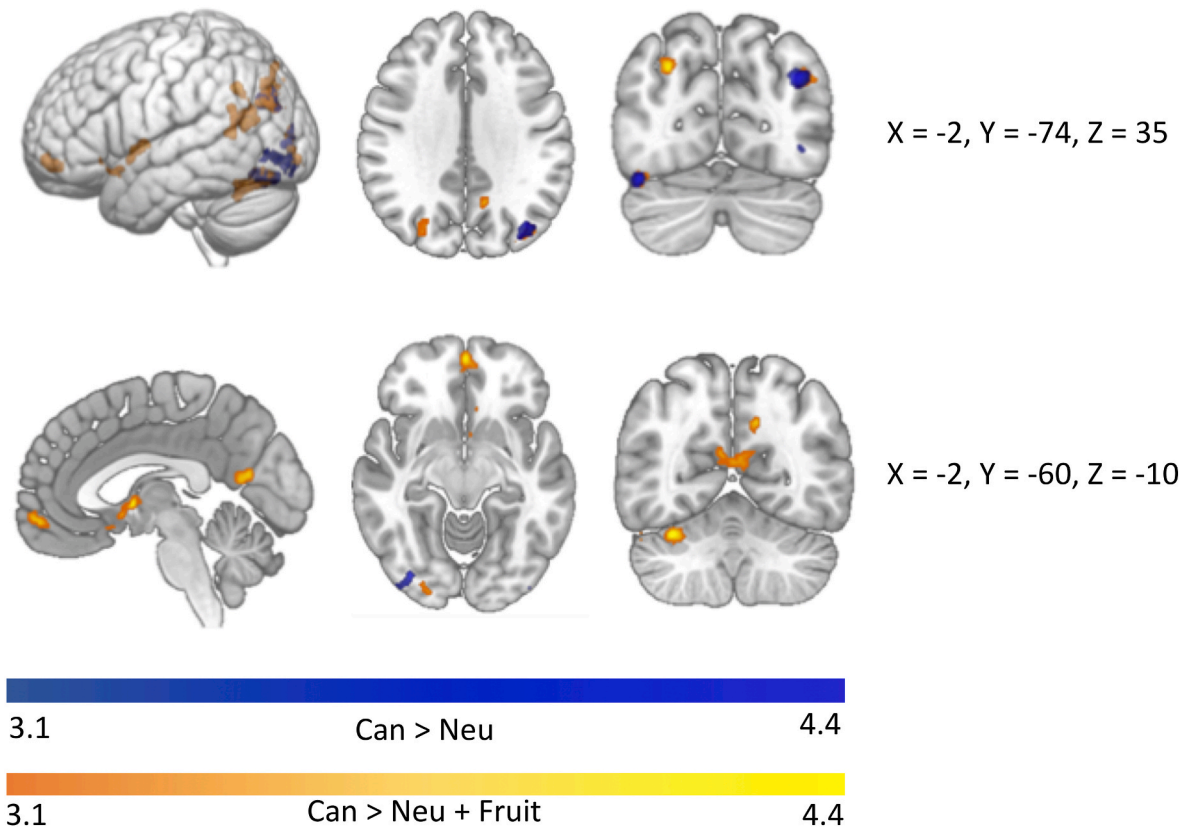 X = -2, Y = -74, Z = 35
X = -2, Y = -60, Z = -10
3.1 Can > Neu 4.4
3.1 Can > Neu + Fruit 4.4